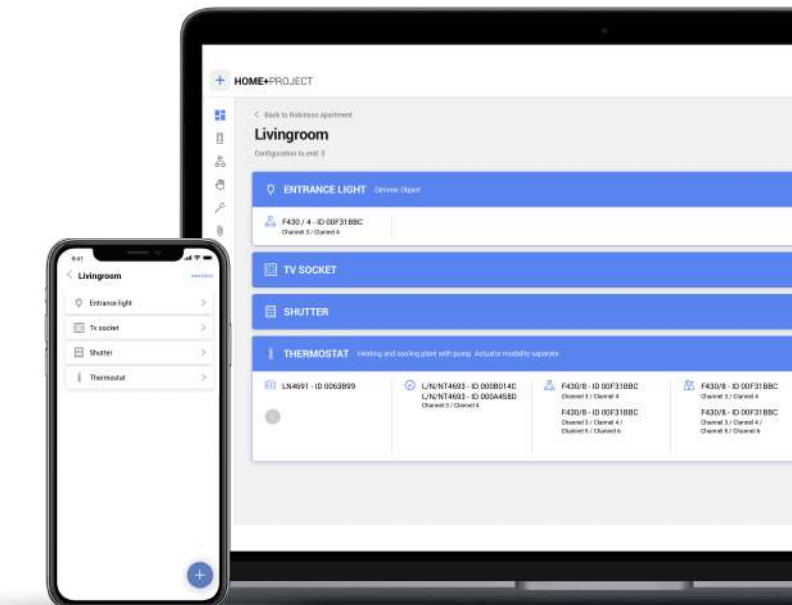 HOME+PROJECT
Back to Robinson Apartment
Livingroom
Configuration to end: 3
ENTRANCE LIGHT Dimmer Object
F430 / 4 - ID 00F31BBC
Channel 3 / Channel 4
TV SOCKET
SHUTTER
THERMOSTAT Heating and cooling plant with pump. Actuator modality separate.
LN4691 - ID 0063B99
L/N/NT4693 - ID 000B014C
L/N/NT4693 - ID 000A458D
Channel 3 / Channel 4
F430/8 - ID 00F31BBC
Channel 3 / Channel 4
F430/8 - ID 00F31BBC
Channel 3 / Channel 4 /
Channel 5 / Channel 6
F430/8 - ID 00F31BBC
Channel 3 / Channel 4
F430/8 - ID 00F31BBC
Channel 3 / Channel 4 /
Channel 5 / Channel 6
9:41
Livingroom
Entrance light
Tv socket
Shutter
Thermostat